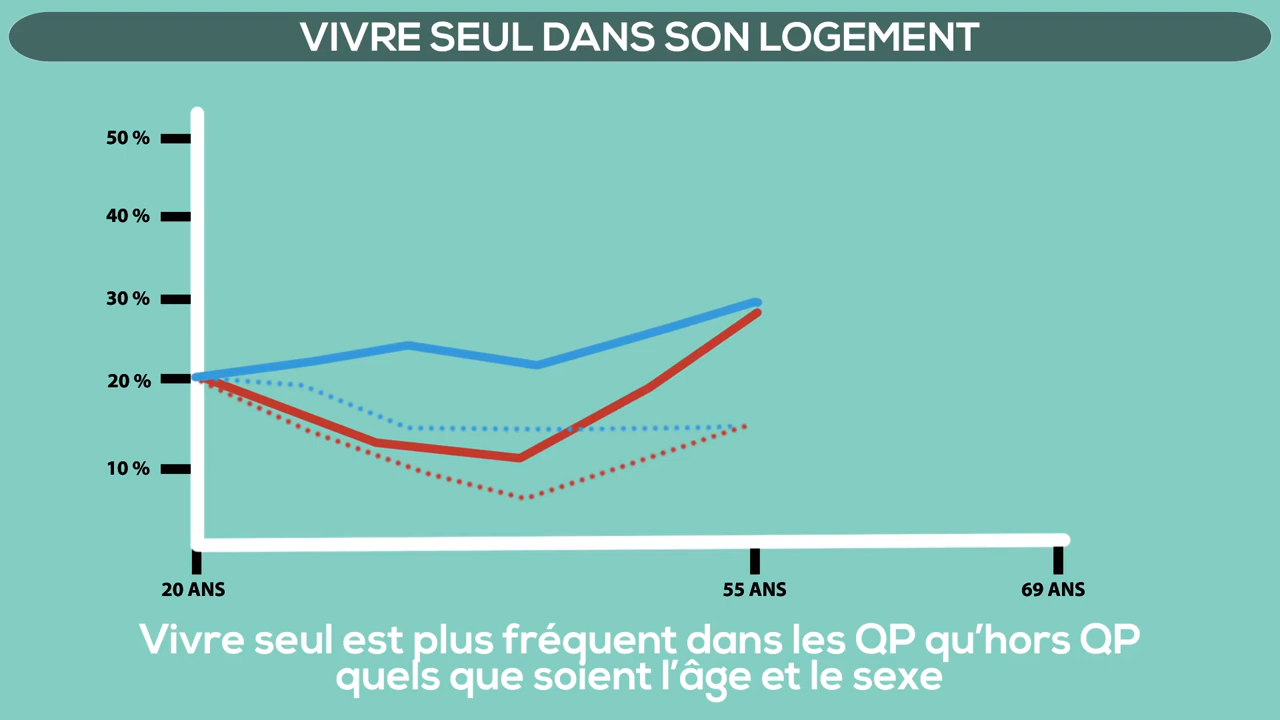 VIVRE SEUL DANS SON LOGEMENT
50 %
40 %
30 %
20 %
10 %
20 ANS
55 ANS
69 ANS
Vivre seul est plus fréquent dans les QP qu’hors QP
quels que soient l’âge et le sexe